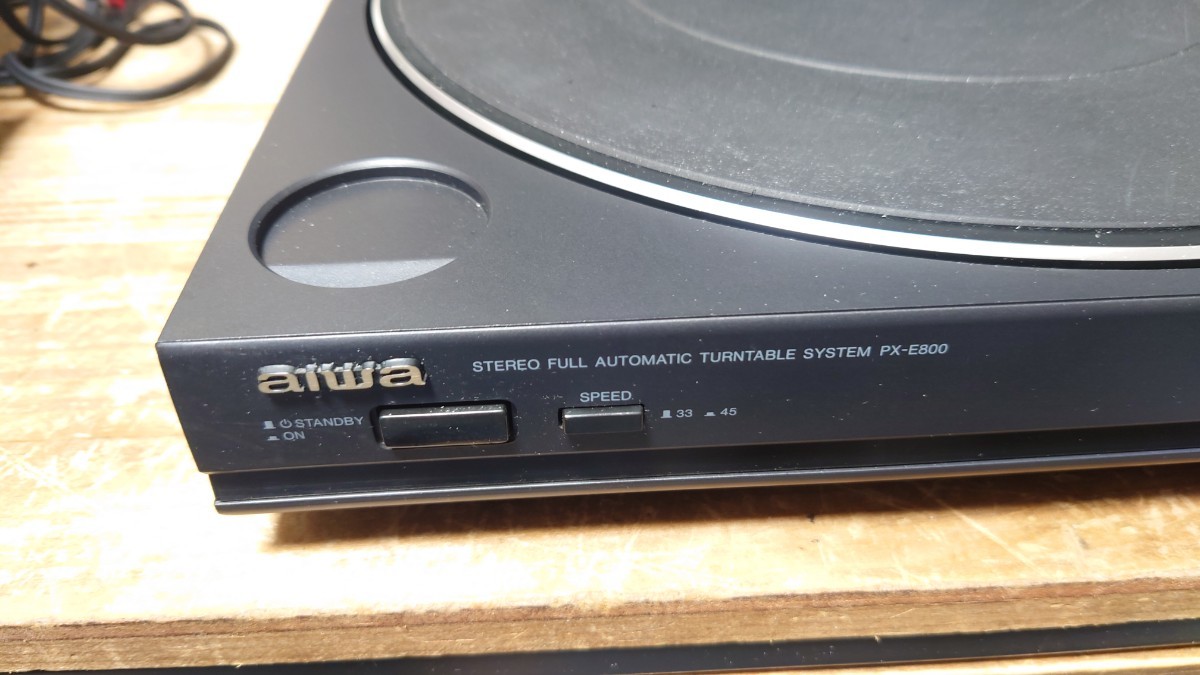 aiwa
STEREO FULL AUTOMATIC TURNTABLE SYSTEM PX-E800
STANDBY
ON
SPEED
33 45